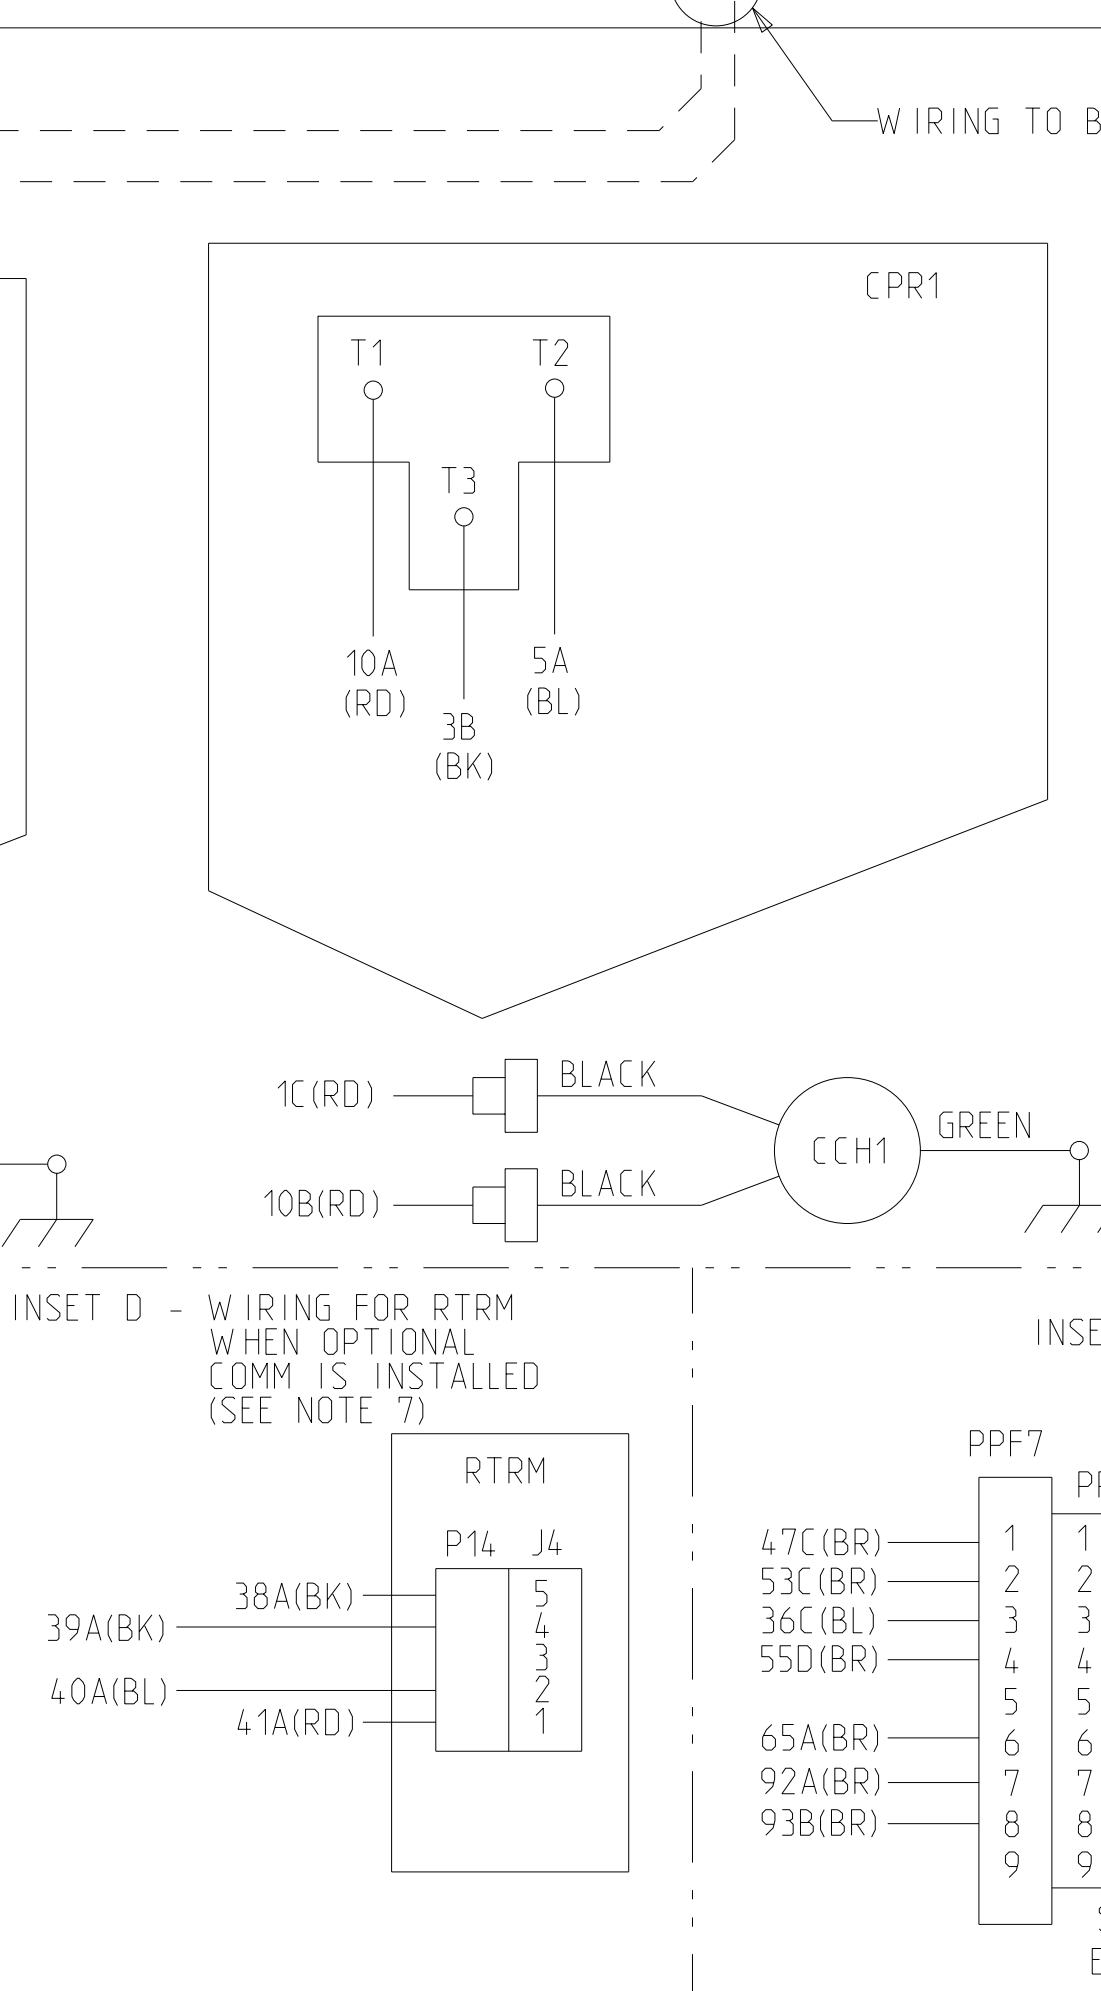 WIRING TO B
CPR1
T1
T2
T3
10A
(RD)
5A
(BL)
3B
(BK)
1C(RD)
BLACK
CCH1
GREEN
10B(RD)
BLACK
INSET D - WIRING FOR RTRM
WHEN OPTIONAL
COMM IS INSTALLED
(SEE NOTE 7)
RTRM
P14 J4
38A(BK) 5
39A(BK) 4
3
40A(BL) 2
41A(RD) 1
INSE
PPF7
47C(BR) 1 1
53C(BR) 2 2
36C(BL) 3 3
55D(BR) 4 4
5 5
65A(BR) 6 6
92A(BR) 7 7
93B(BR) 8 8
9 9
E